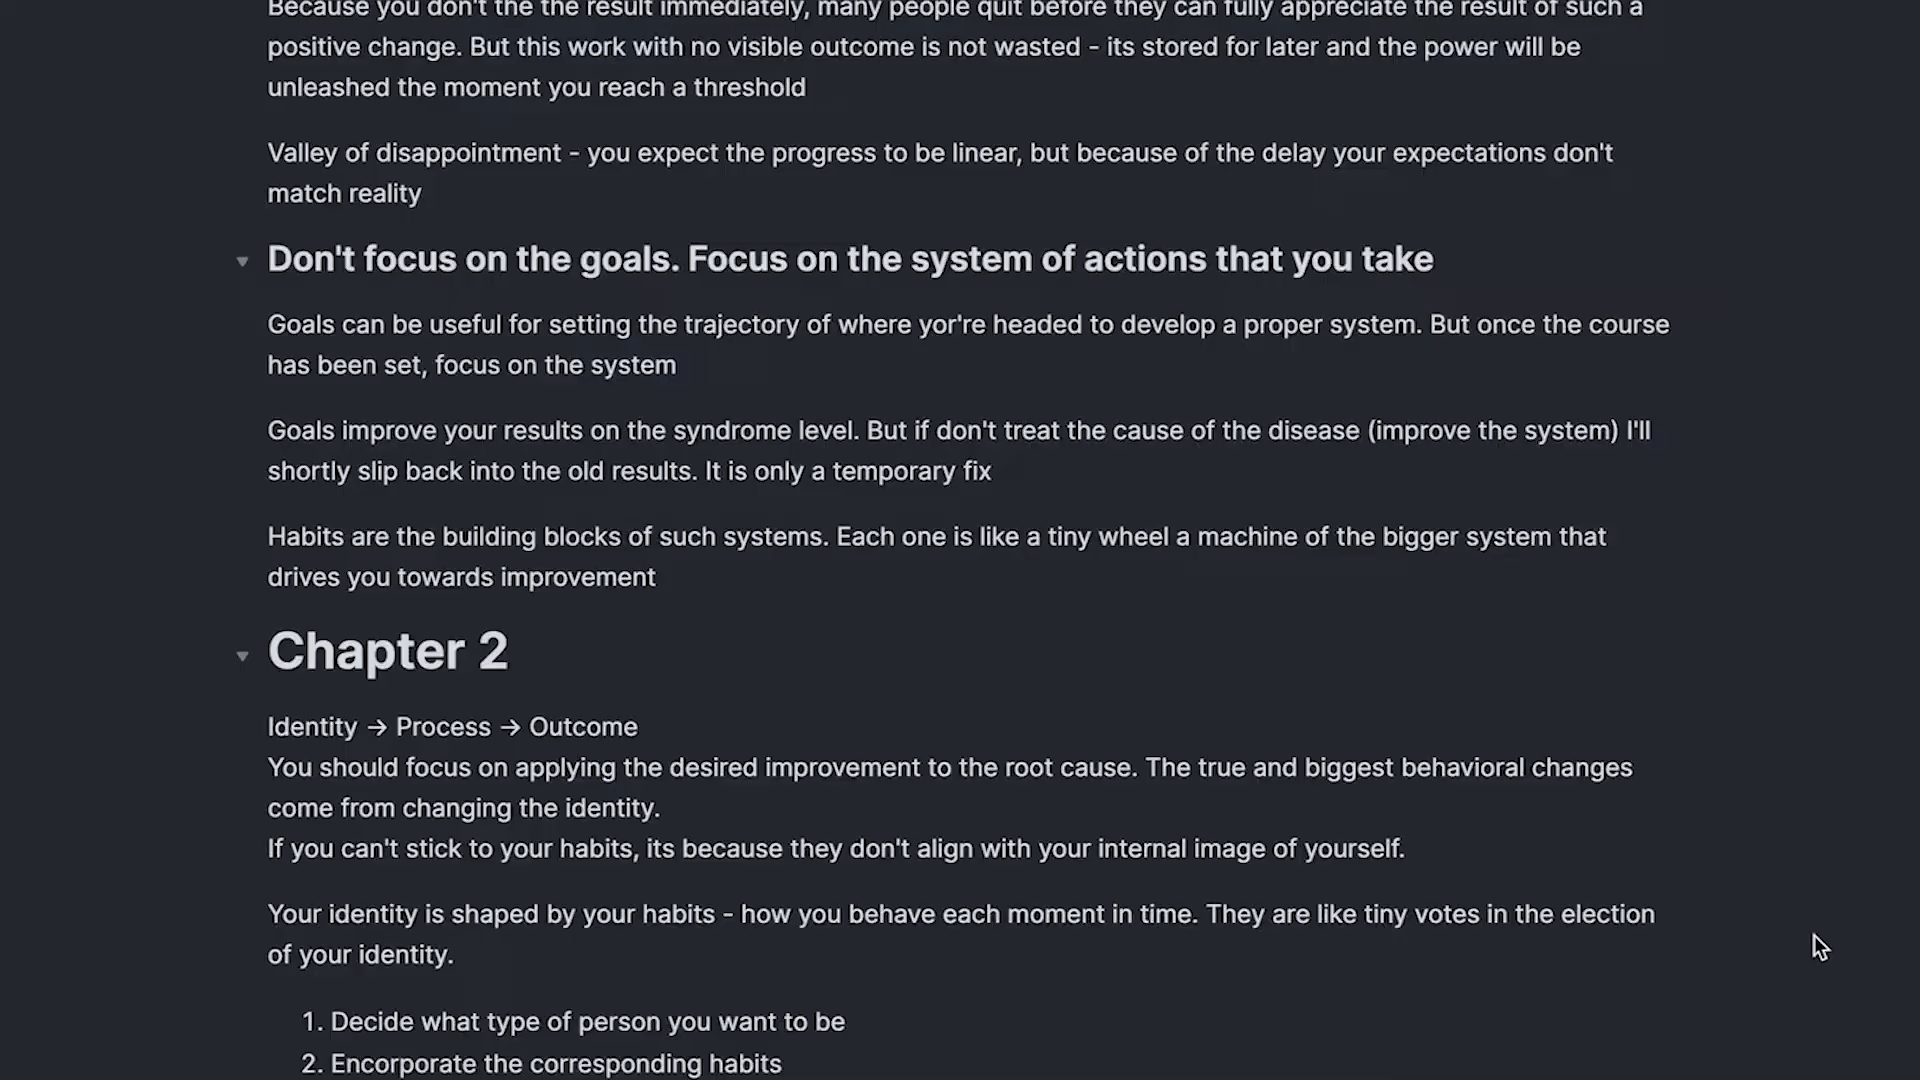 Because you don't the the result immediately, many people quit before they can fully appreciate the result of such a
positive change. But this work with no visible outcome is not wasted - its stored for later and the power will be
unleashed the moment you reach a threshold
Valley of disappointment - you expect the progress to be linear, but because of the delay your expectations don't
match reality
Don't focus on the goals. Focus on the system of actions that you take
Goals can be useful for setting the trajectory of where yor're headed to develop a proper system. But once the course
has been set, focus on the system
Goals improve your results on the syndrome level. But if don't treat the cause of the disease (improve the system) I'll
shortly slip back into the old results. It is only a temporary fix
Habits are the building blocks of such systems. Each one is like a tiny wheel a machine of the bigger system that
drives you towards improvement
Chapter 2
Identity → Process → Outcome
You should focus on applying the desired improvement to the root cause. The true and biggest behavioral changes
come from changing the identity.
If you can't stick to your habits, its because they don't align with your internal image of yourself.
Your identity is shaped by your habits - how you behave each moment in time. They are like tiny votes in the election
of your identity.
1. Decide what type of person you want to be
2. Encorporate the corresponding habits